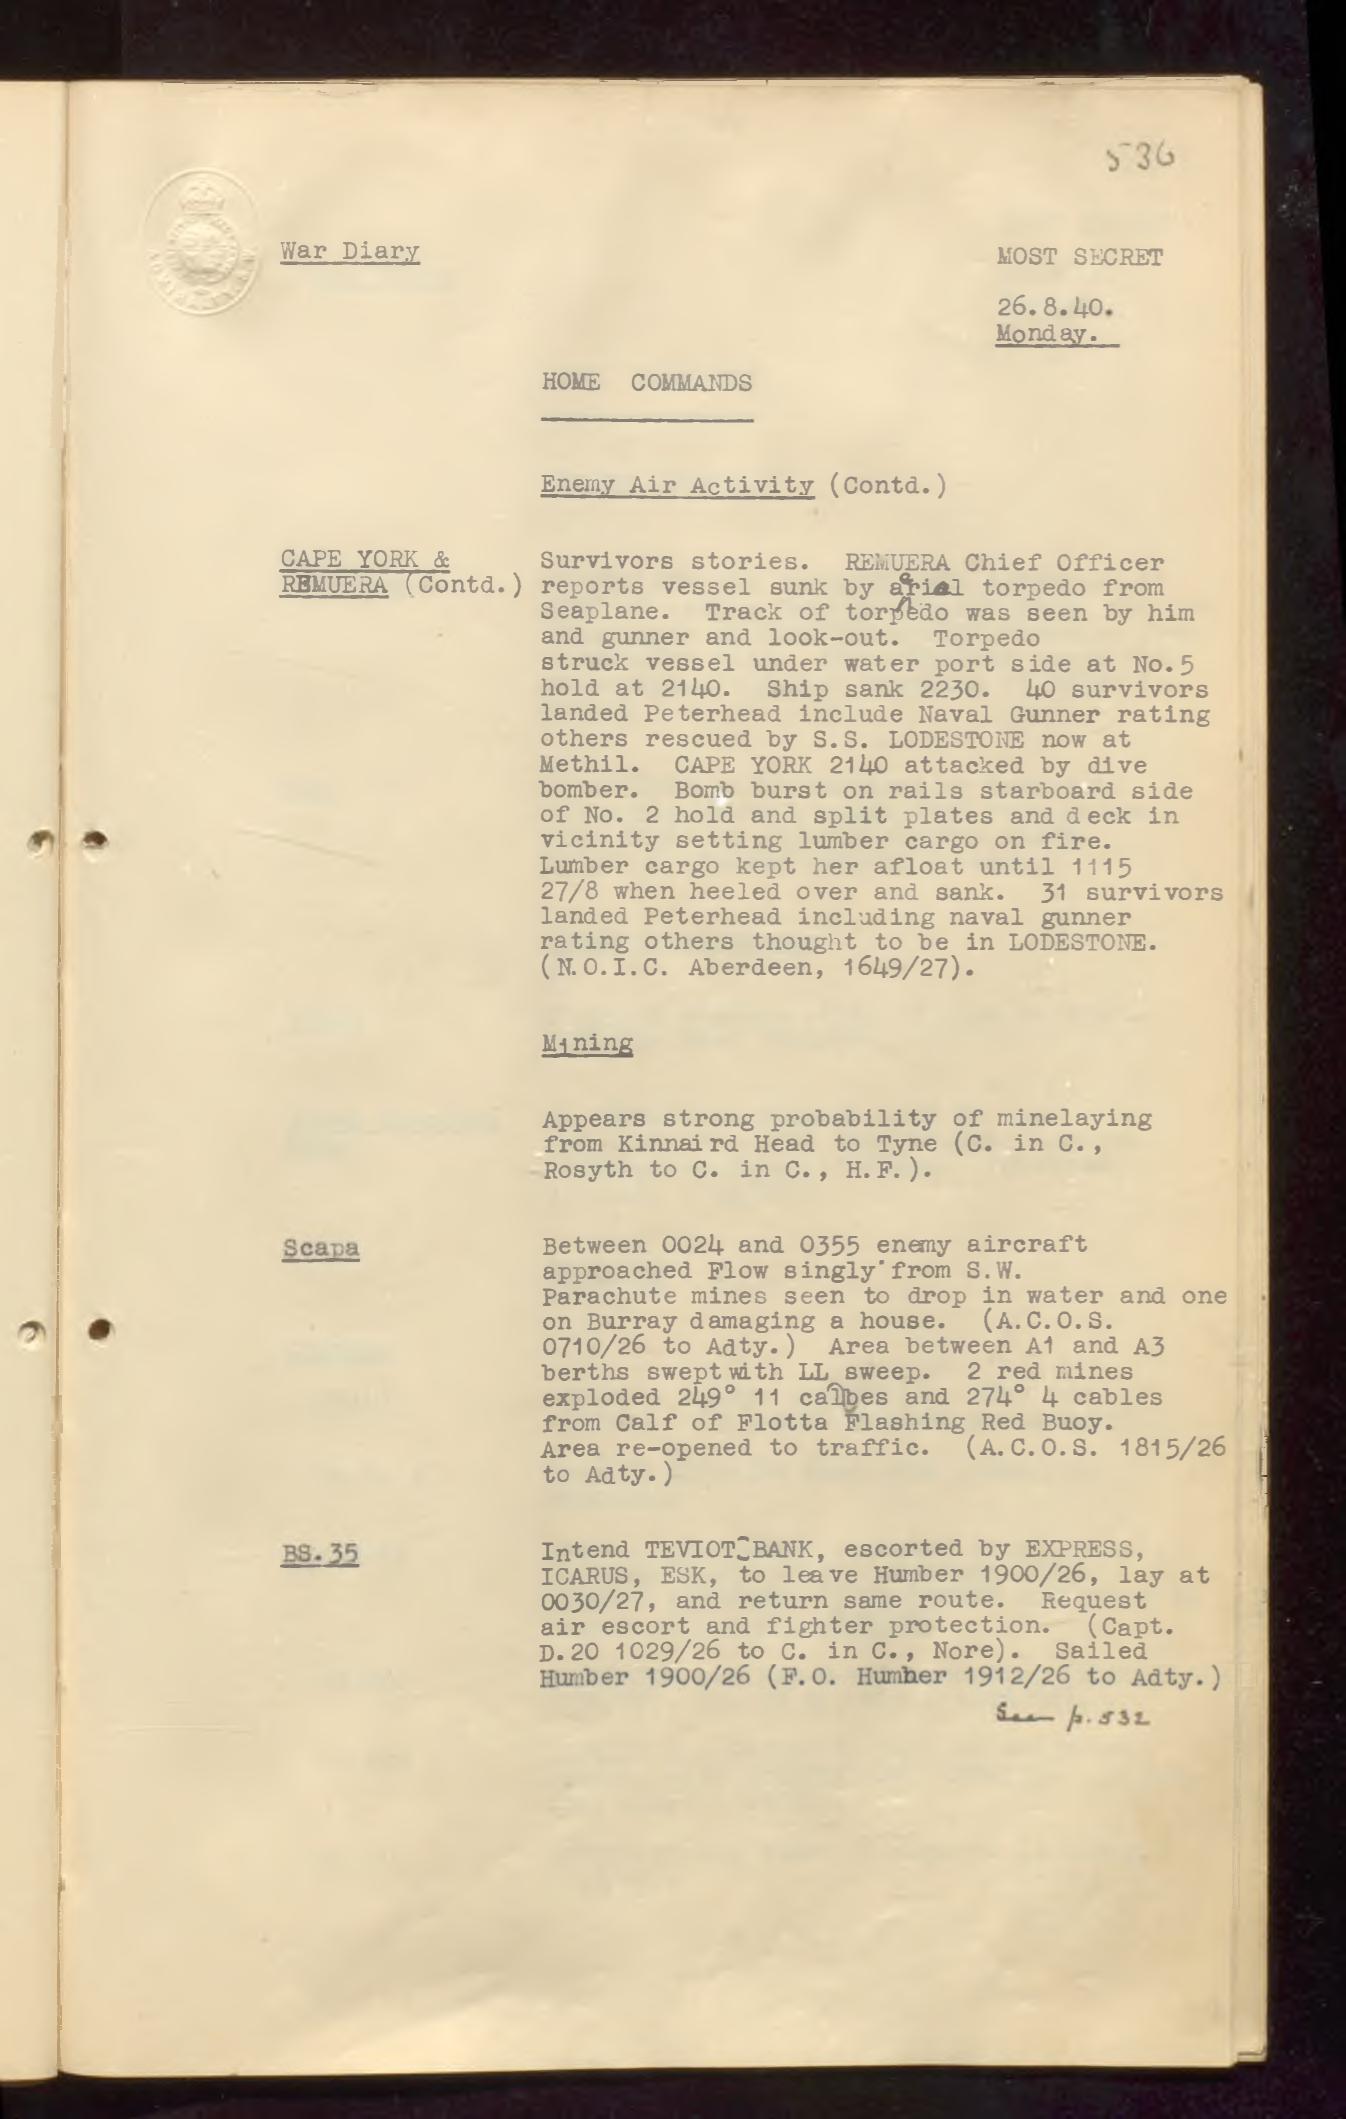 536
War Diary
MOST SECRET
26.8.40.
Monday.
HOME COMMANDS
Enemy Air Activity (Contd.)
CAPE YORK &
REMUERA (Contd.)
Survivors stories. REMUERA Chief Officer
reports vessel sunk by aerial torpedo from
Seaplane. Track of torpedo was seen by him
and gunner and look-out. Torpedo
struck vessel under water port side at No.5
hold at 2140. Ship sank 2230. 40 survivors
landed Peterhead include Naval Gunner rating
others rescued by S.S. LODESTONE now at
Methil. CAPE YORK 2140 attacked by dive
bomber. Bomb burst on rails starboard side
of No. 2 hold and split plates and deck in
vicinity setting lumber cargo on fire.
Lumber cargo kept her afloat until 1115
27/8 when heeled over and sank. 31 survivors
landed Peterhead including naval gunner
rating others thought to be in LODESTONE.
(N.O.I.C. Aberdeen, 1649/27).
Mining
Appears strong probability of minelaying
from Kinnaird Head to Tyne (C. in C.,
Rosyth to C. in C., H.F.).
Scapa
Between 0024 and 0355 enemy aircraft
approached Flow singly from S.W.
Parachute mines seen to drop in water and one
on Burray damaging a house. (A.C.O.S.
0710/26 to Adty.) Area between A1 and A3
berths swept with LL sweep. 2 red mines
exploded 249° 11 calbes and 274° 4 cables
from Calf of Flotta Flashing Red Buoy.
Area re-opened to traffic. (A.C.O.S. 1815/26
to Adty.)
BS.35
Intend TEVIOT BANK, escorted by EXPRESS,
ICARUS, ESK, to leave Humber 1900/26, lay at
0030/27, and return same route. Request
air escort and fighter protection. (Capt.
D.20 1029/26 to C. in C., Nore). Sailed
Humber 1900/26 (F.O. Humber 1912/26 to Adty.)
See p.532